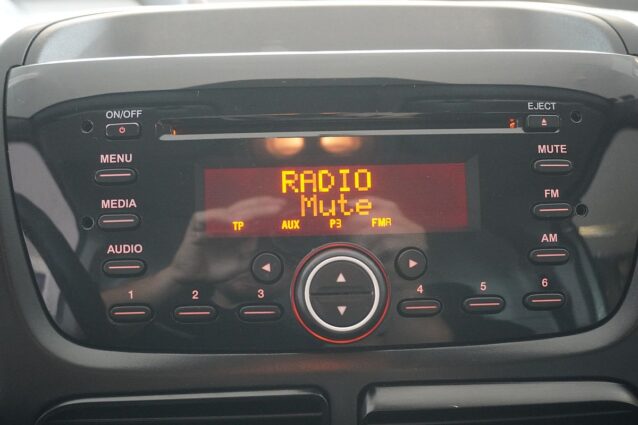 ON/OFF
EJECT
MENU
MUTE
RADIO
Mute
MEDIA
FM
TP AUX P3 FMA
AUDIO
AM
1 2 3 4 5 6